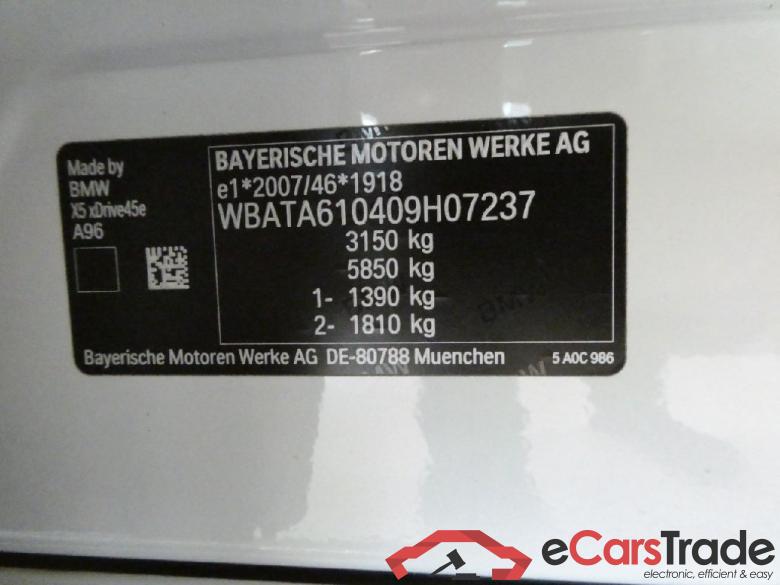 Made by
BMW
X5 xDrive45e
A96
BAYERISCHE MOTOREN WERKE AG
e1*2007/46*1918
WBATA610409H07237
3150 kg
5850 kg
1- 1390 kg
2- 1810 kg
Bayerische Motoren Werke AG DE-80788 Muenchen
5 A0C 986
eCarsTrade
electronic, efficient & easy